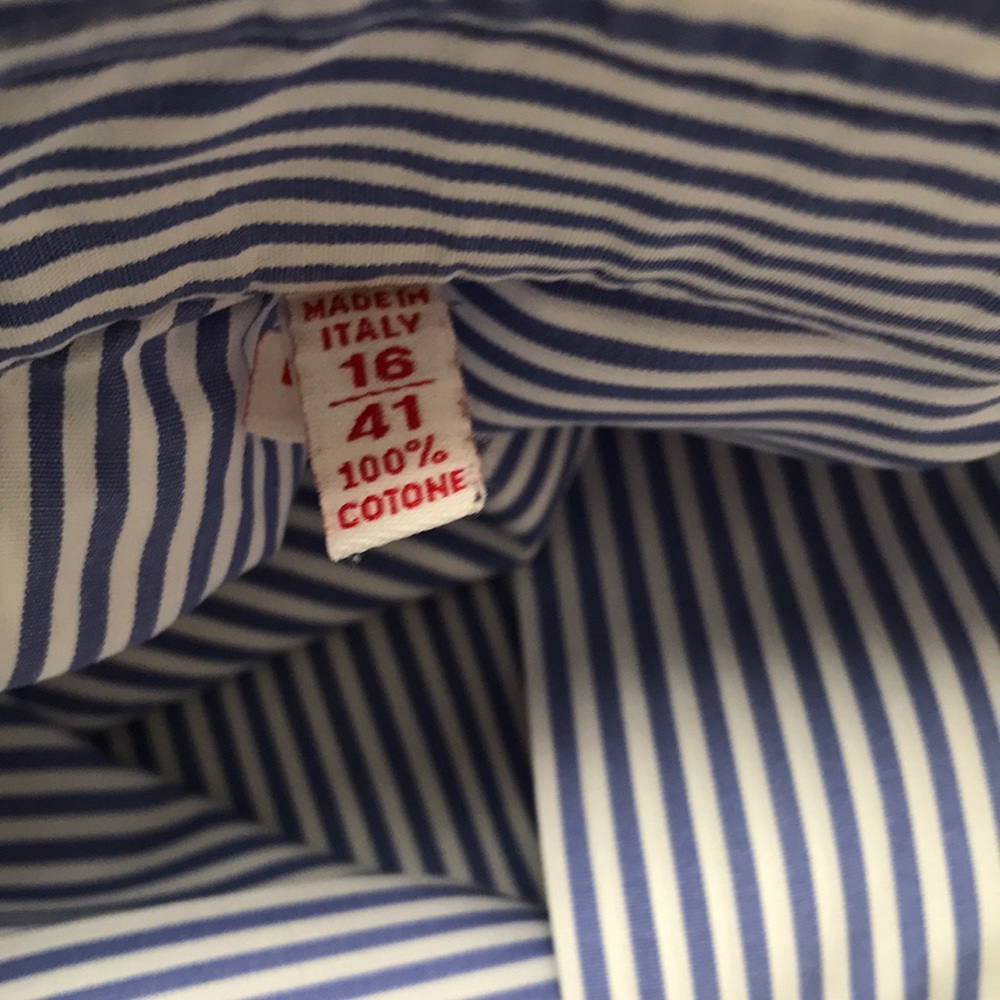 MADE IN
ITALY
16
41
100%
COTONE